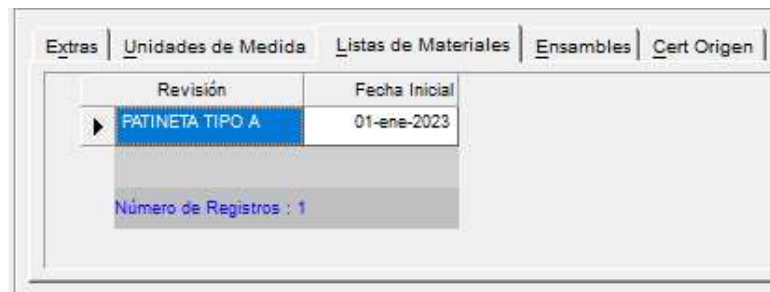 Extras Unidades de Medida Listas de Materiales Ensambles Cert Origen
Revisión Fecha Inicial
PATINETA TIPO A 01-ene-2023
Número de Registros : 1